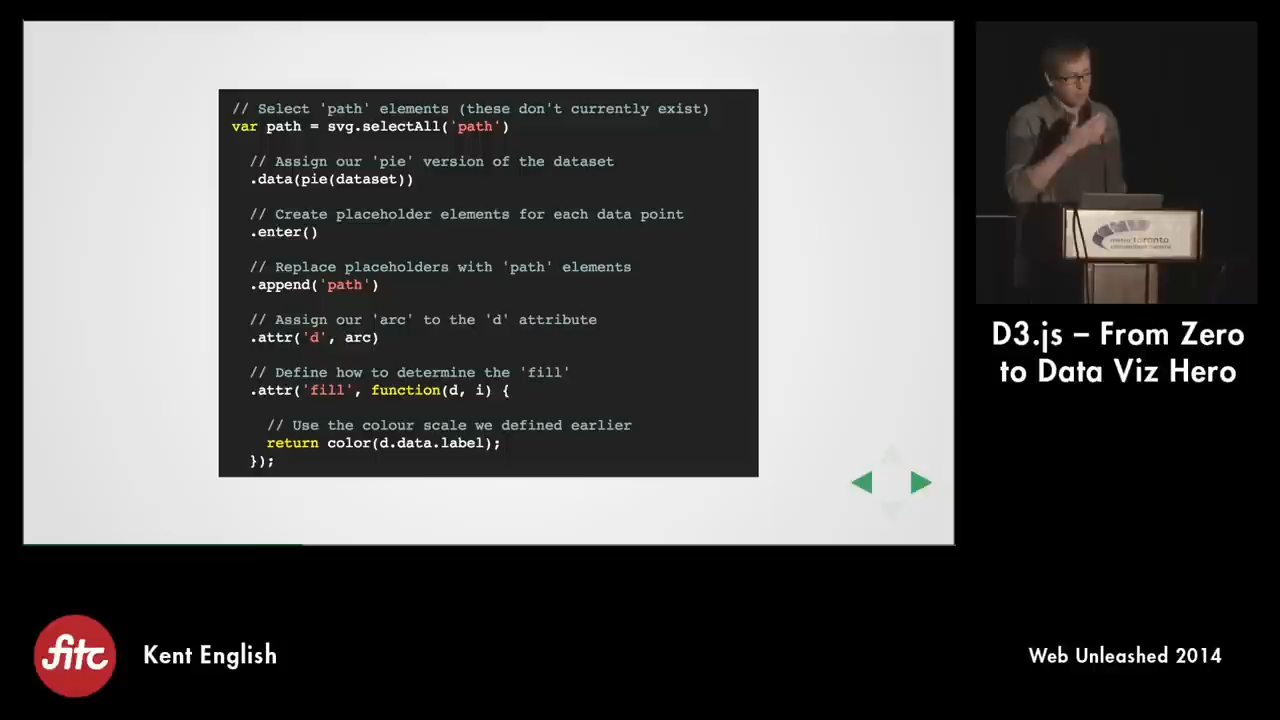 // Select 'path' elements (these don't currently exist)
var path = svg.selectAll('path')
// Assign our 'pie' version of the dataset
.data(pie(dataset))
// Create placeholder elements for each data point
.enter()
// Replace placeholders with 'path' elements
.append('path')
// Assign our 'arc' to the 'd' attribute
.attr('d', arc)
// Define how to determine the 'fill'
.attr('fill', function(d, i) {
// Use the colour scale we defined earlier
return color(d.data.label);
});
toronto
D3.js – From Zero
to Data Viz Hero
fitc
Kent English
Web Unleashed 2014